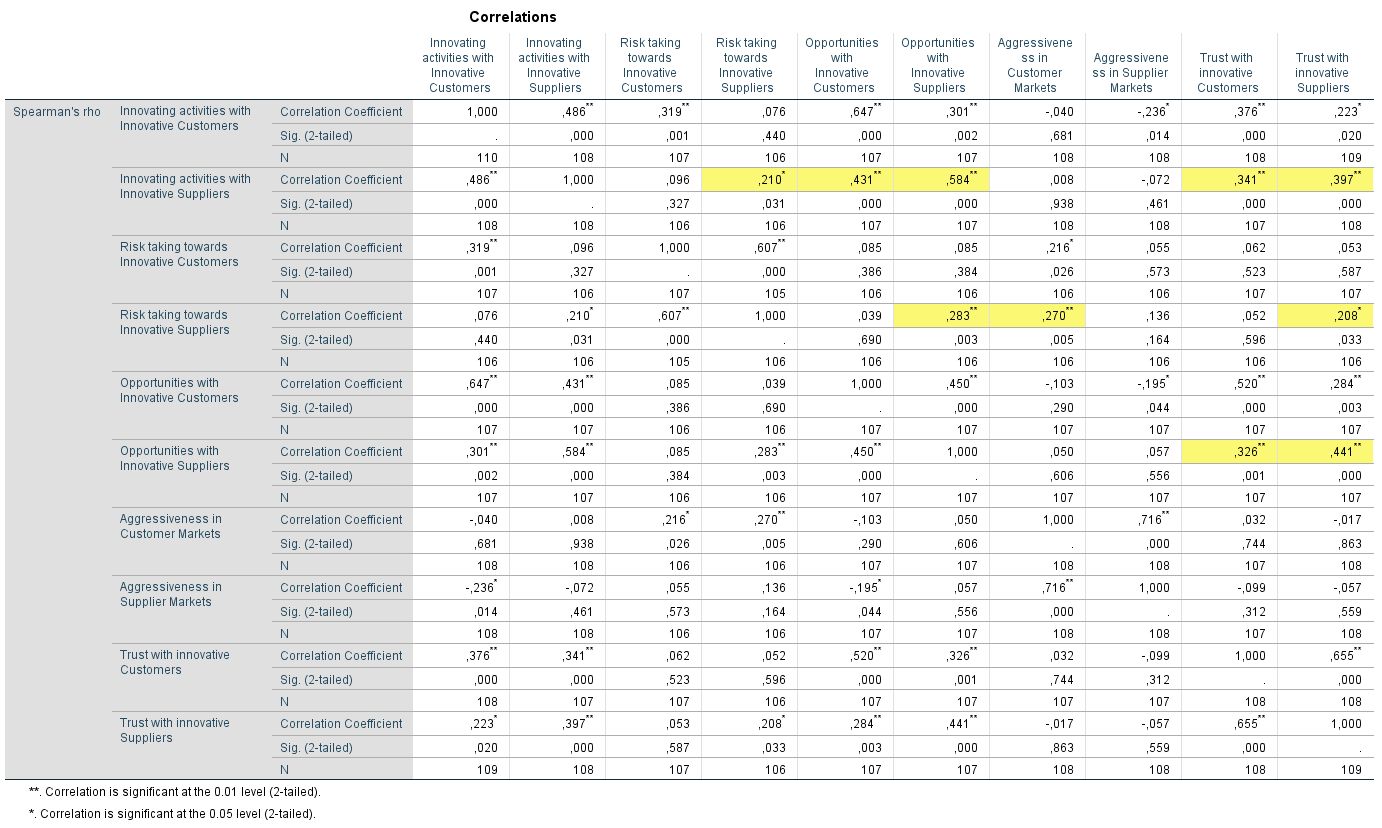 Correlations
Innovating activities with Innovative Customers Innovating activities with Innovative Suppliers Risk taking towards Innovative Customers Risk taking towards Innovative Suppliers Opportunities with Innovative Customers Opportunities with Innovative Suppliers Aggressivene ss in Customer Markets Aggressivene ss in Supplier Markets Trust with innovative Customers Trust with innovative Suppliers
Spearman's rho Innovating activities with Innovative Customers Correlation Coefficient 1,000 ,486** ,319** ,076 ,647** ,301** -,040 -,236* ,376** ,223*
Sig. (2-tailed) . ,000 ,001 ,440 ,000 ,002 ,681 ,014 ,000 ,020
N 110 108 107 106 107 107 108 108 108 109
Innovating activities with Innovative Suppliers Correlation Coefficient ,486** 1,000 ,096 ,210* ,431** ,584** ,008 -,072 ,341** ,397**
Sig. (2-tailed) ,000 . ,327 ,031 ,000 ,000 ,938 ,461 ,000 ,000
N 108 108 106 106 107 107 108 108 107 108
Risk taking towards Innovative Customers Correlation Coefficient ,319** ,096 1,000 ,607** ,085 ,085 ,216* ,055 ,062 ,053
Sig. (2-tailed) ,001 ,327 . ,000 ,386 ,384 ,026 ,573 ,523 ,587
N 107 106 107 105 106 106 106 106 107 107
Risk taking towards Innovative Suppliers Correlation Coefficient ,076 ,210* ,607** 1,000 ,039 ,283** ,270** ,136 ,052 ,208*
Sig. (2-tailed) ,440 ,031 ,000 . ,690 ,003 ,005 ,164 ,596 ,033
N 106 106 105 106 106 106 106 106 106 106
Opportunities with Innovative Customers Correlation Coefficient ,647** ,431** ,085 ,039 1,000 ,450** -,103 -,195* ,520** ,284**
Sig. (2-tailed) ,000 ,000 ,386 ,690 . ,000 ,290 ,044 ,000 ,003
N 107 107 106 106 107 107 107 107 107 107
Opportunities with Innovative Suppliers Correlation Coefficient ,301** ,584** ,085 ,283** ,450** 1,000 ,050 ,057 ,326** ,441**
Sig. (2-tailed) ,002 ,000 ,384 ,003 ,000 . ,606 ,556 ,001 ,000
N 107 107 106 106 107 107 107 107 107 107
Aggressiveness in Customer Markets Correlation Coefficient -,040 ,008 ,216* ,270** -,103 ,050 1,000 ,716** ,032 -,017
Sig. (2-tailed) ,681 ,938 ,026 ,005 ,290 ,606 . ,000 ,744 ,863
N 108 108 106 106 107 107 108 108 107 108
Aggressiveness in Supplier Markets Correlation Coefficient -,236* -,072 ,055 ,136 -,195* ,057 ,716** 1,000 -,099 -,057
Sig. (2-tailed) ,014 ,461 ,573 ,164 ,044 ,556 ,000 . ,312 ,559
N 108 108 106 106 107 107 108 108 107 108
Trust with innovative Customers Correlation Coefficient ,376** ,341** ,062 ,052 ,520** ,326** ,032 -,099 1,000 ,655**
Sig. (2-tailed) ,000 ,000 ,523 ,596 ,000 ,001 ,744 ,312 . ,000
N 108 107 107 106 107 107 107 107 108 108
Trust with innovative Suppliers Correlation Coefficient ,223* ,397** ,053 ,208* ,284** ,441** -,017 -,057 ,655** 1,000
Sig. (2-tailed) ,020 ,000 ,587 ,033 ,003 ,000 ,863 ,559 ,000 .
N 109 108 107 106 107 107 108 108 108 109
**. Correlation is significant at the 0.01 level (2-tailed).
*. Correlation is significant at the 0.05 level (2-tailed).